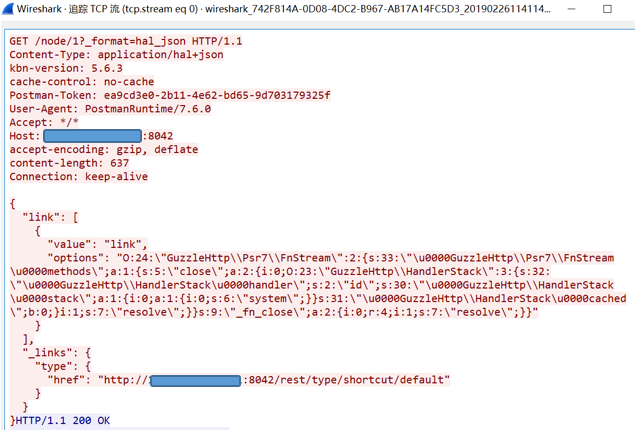 Wireshark · 追踪 TCP 流 (tcp.stream eq 0) · wireshark_742F814A-0D08-4DC2-B967-AB17A14FC5D3_20190226114114...
GET /node/1?_format=hal_json HTTP/1.1
Content-Type: application/hal+json
kbn-version: 5.6.3
cache-control: no-cache
Postman-Token: ea9cd3e0-2b11-4e62-bd65-9d703179325f
User-Agent: PostmanRuntime/7.6.0
Accept: */*
Host: :8042
accept-encoding: gzip, deflate
content-length: 637
Connection: keep-alive
{
"link": [
{
"value": "link",
"options": "O:24:\"GuzzleHttp\\Psr7\\FnStream\":2:{s:33:\"\u0000GuzzleHttp\\Psr7\\FnStream
\u0000methods\";a:1:{s:5:\"close\";a:2:{i:0;O:23:\"GuzzleHttp\\HandlerStack\":3:{s:32:
\"\u0000GuzzleHttp\\HandlerStack\u0000handler\";s:2:\"id\";s:30:\"\u0000GuzzleHttp\\HandlerStack
\u0000stack\";a:1:{i:0;a:1:{i:0;s:6:\"system\";}}s:31:\"\u0000GuzzleHttp\\HandlerStack\u0000cached
\";b:0;}i:1;s:7:\"resolve\";}}s:9:\"_fn_close\";a:2:{i:0;r:4;i:1;s:7:\"resolve\";}}"
}
],
"_links": {
"type": {
"href": "http:/ :8042/rest/type/shortcut/default"
}
}
}HTTP/1.1 200 OK